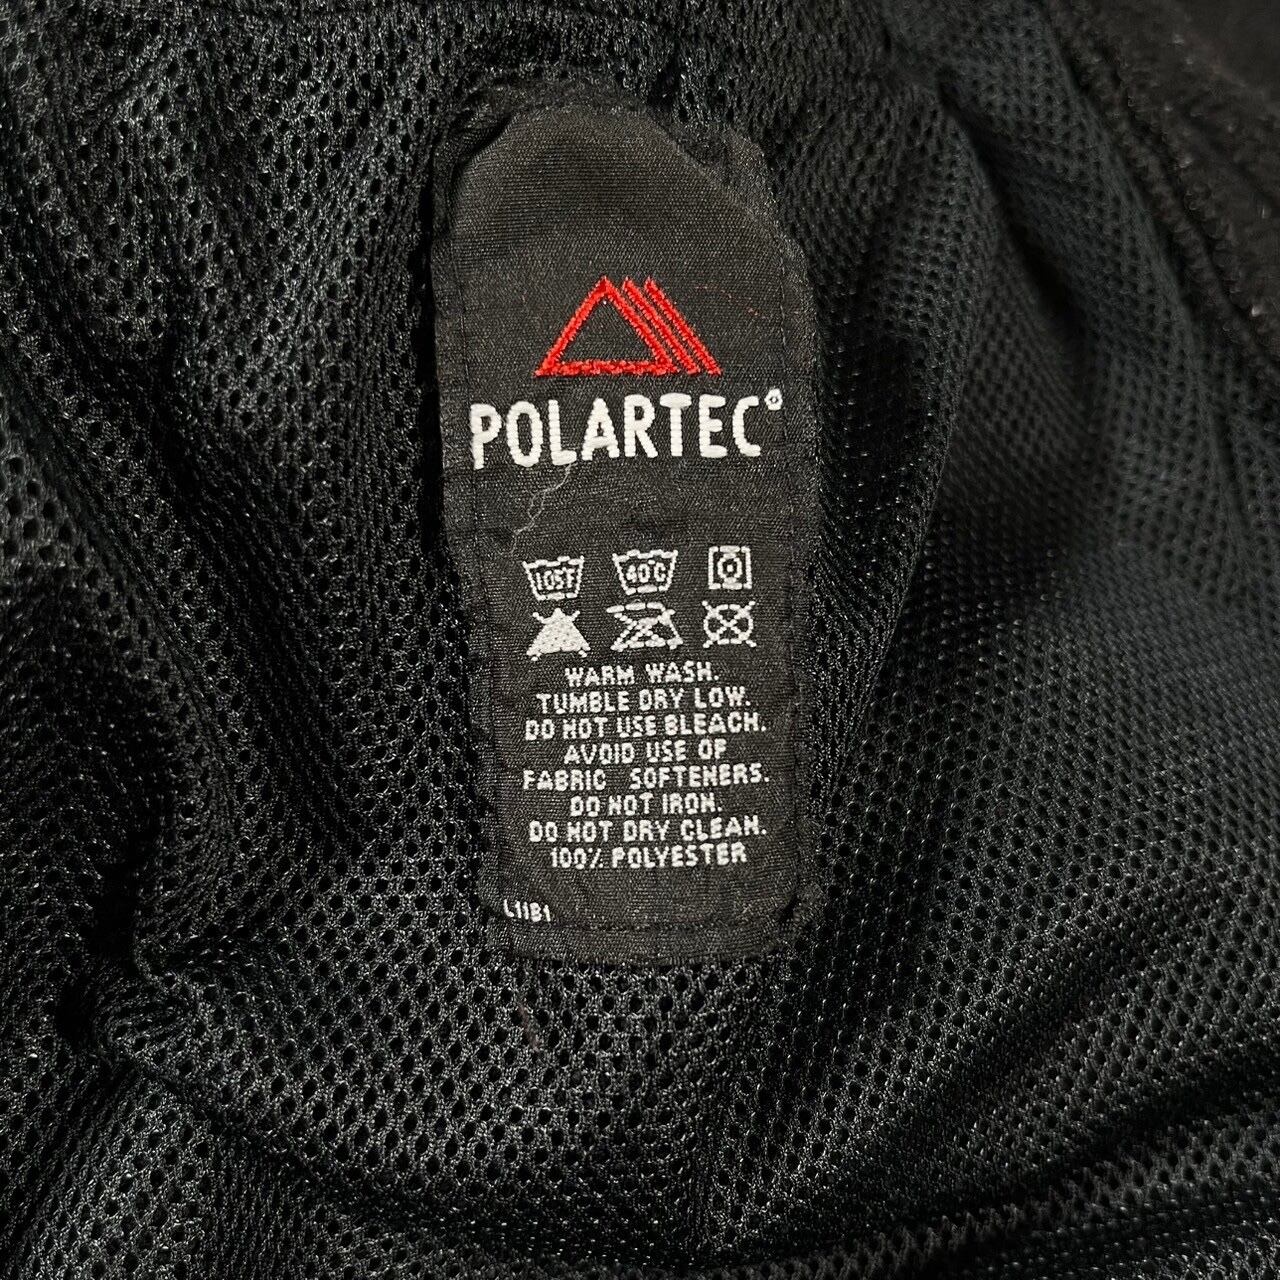 POLARTEC®
105°F 40°C
WARM WASH.
TUMBLE DRY LOW.
DO NOT USE BLEACH.
AVOID USE OF
FABRIC SOFTENERS.
DO NOT IRON.
DO NOT DRY CLEAN.
100% POLYESTER
L11B1